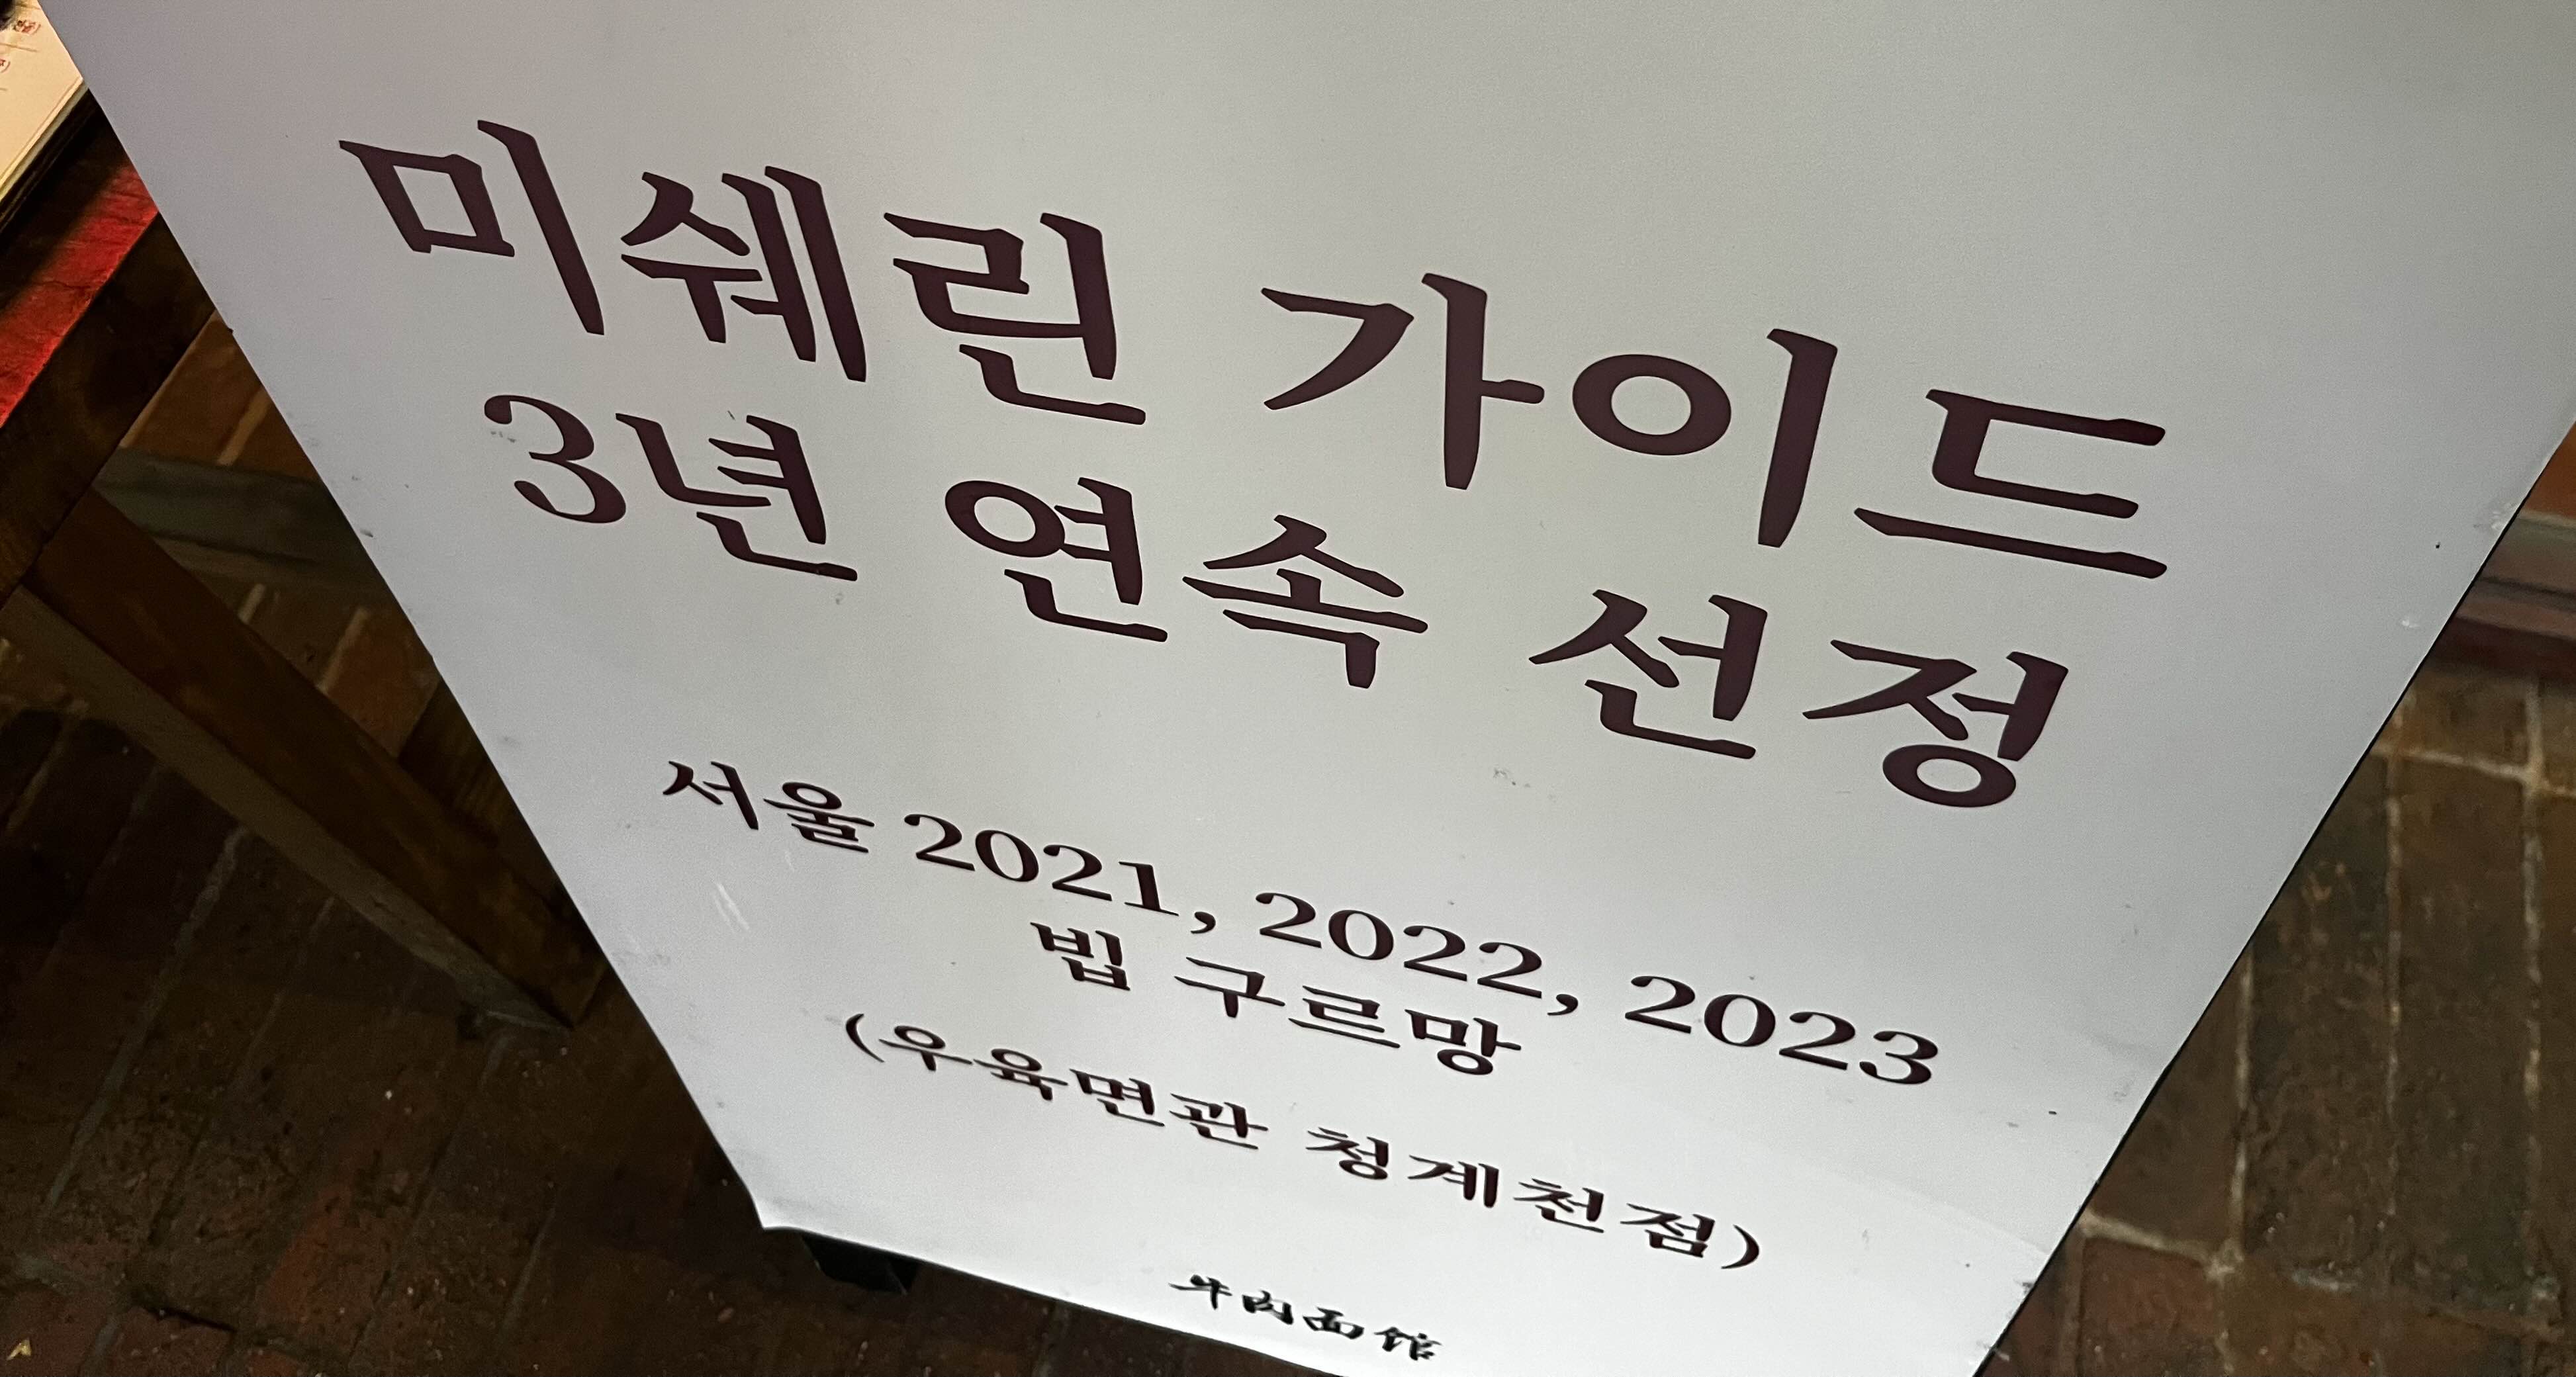 미쉐린 가이드
3년 연속 선정
서울 2021, 2022, 2023
빕 구르망
(우육면관 청계천점)
牛肉面馆